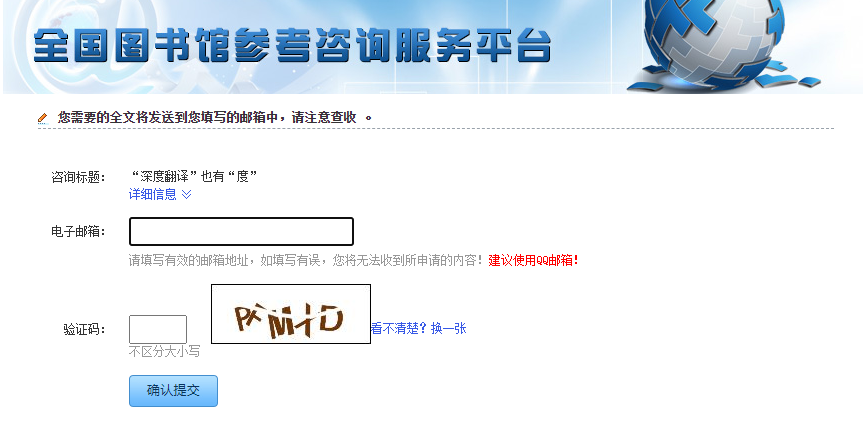 全国图书馆参考咨询服务平台
您需要的全文将发送到您填写的邮箱中，请注意查收 。
咨询标题： “深度翻译”也有“度”
详细信息
电子邮箱：
请填写有效的邮箱地址，如填写有误，您将无法收到所申请的内容！建议使用QQ邮箱！
验证码： 看不清楚？换一张
不区分大小写
确认提交